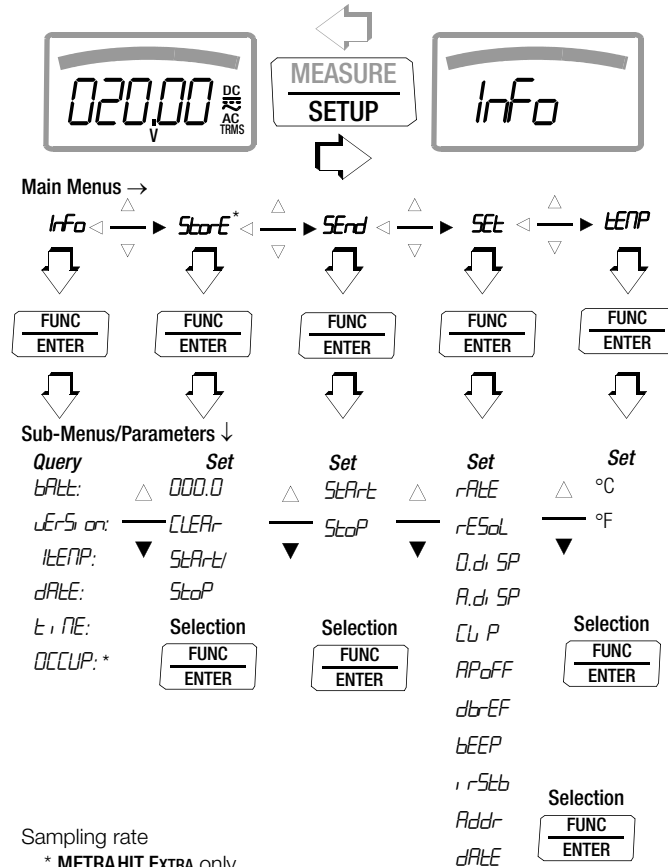 020.00 V DC AC TRMS
MEASURE
SETUP
InFo
Main Menus →
InFo StorE* SEnd SEt tEMP
FUNC FUNC FUNC FUNC FUNC
ENTER ENTER ENTER ENTER ENTER
Sub-Menus/Parameters ↓
Query Set Set Set Set
bAtt: 000.0 StArt rAtE °C
vErSion: CLEAr StoP rESoL °F
ItEMP: StArt/ 0.diSP
dAtE: StoP A.diSP
tiME: Selection Selection CLiP Selection
OCCUP: * FUNC FUNC APoFF FUNC
ENTER ENTER ENTER
dbrEF
bEEP
irStb
Addr Selection
dAtE FUNC
ENTER
Sampling rate
* METRAHIT EXTRA only